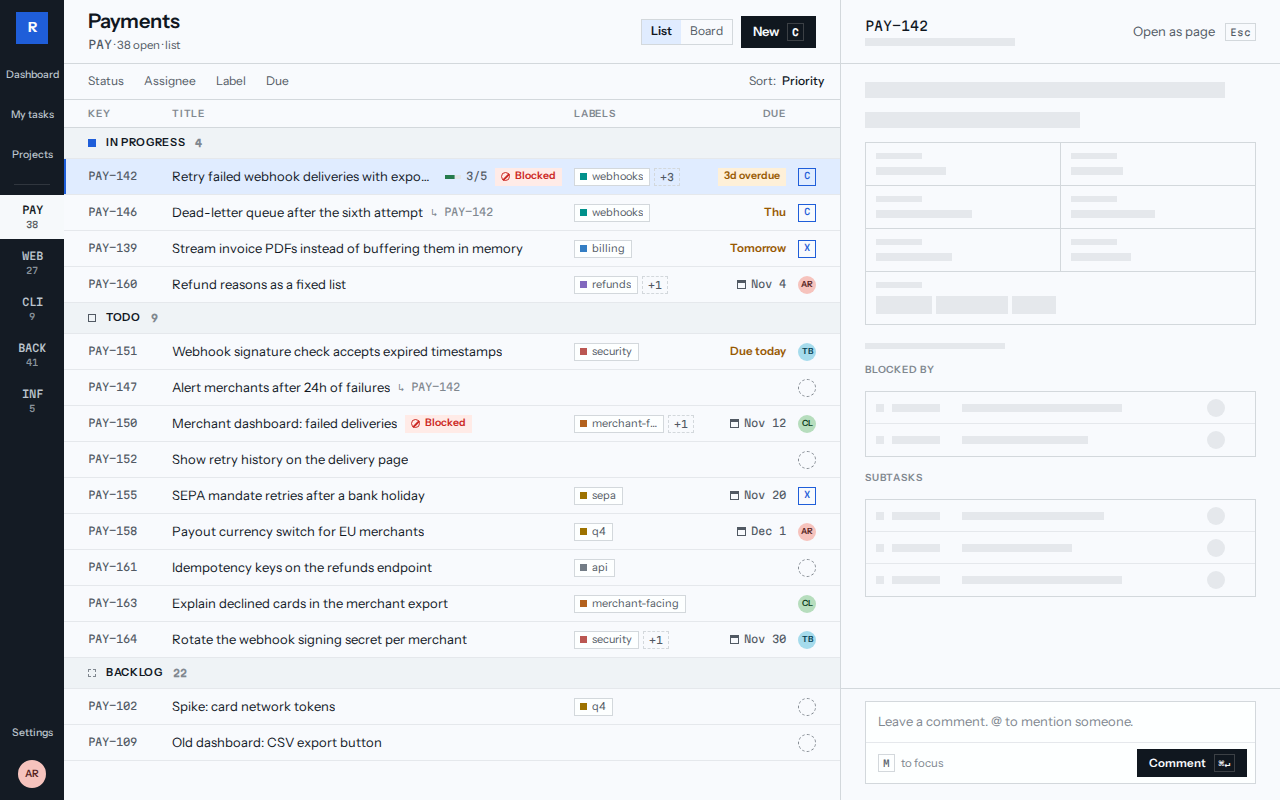 R
Dashboard
My tasks
Projects
PAY
38
WEB
27
CLI
9
BACK
41
INF
5
Settings
AR
Payments
PAY·38 open·list
List Board New C
Status Assignee Label Due Sort: Priority
KEY TITLE LABELS DUE
IN PROGRESS 4
PAY-142 Retry failed webhook deliveries with expo… 3/5 Blocked webhooks +3 3d overdue C
PAY-146 Dead-letter queue after the sixth attempt ↳ PAY-142 webhooks Thu C
PAY-139 Stream invoice PDFs instead of buffering them in memory billing Tomorrow X
PAY-160 Refund reasons as a fixed list refunds +1 Nov 4 AR
TODO 9
PAY-151 Webhook signature check accepts expired timestamps security Due today TB
PAY-147 Alert merchants after 24h of failures ↳ PAY-142
PAY-150 Merchant dashboard: failed deliveries Blocked merchant-f… +1 Nov 12 CL
PAY-152 Show retry history on the delivery page
PAY-155 SEPA mandate retries after a bank holiday sepa Nov 20 X
PAY-158 Payout currency switch for EU merchants q4 Dec 1 AR
PAY-161 Idempotency keys on the refunds endpoint api
PAY-163 Explain declined cards in the merchant export merchant-facing CL
PAY-164 Rotate the webhook signing secret per merchant security +1 Nov 30 TB
BACKLOG 22
PAY-102 Spike: card network tokens q4
PAY-109 Old dashboard: CSV export button
PAY-142
Open as page Esc
BLOCKED BY
SUBTASKS
Leave a comment. @ to mention someone.
M to focus Comment ⌘↵